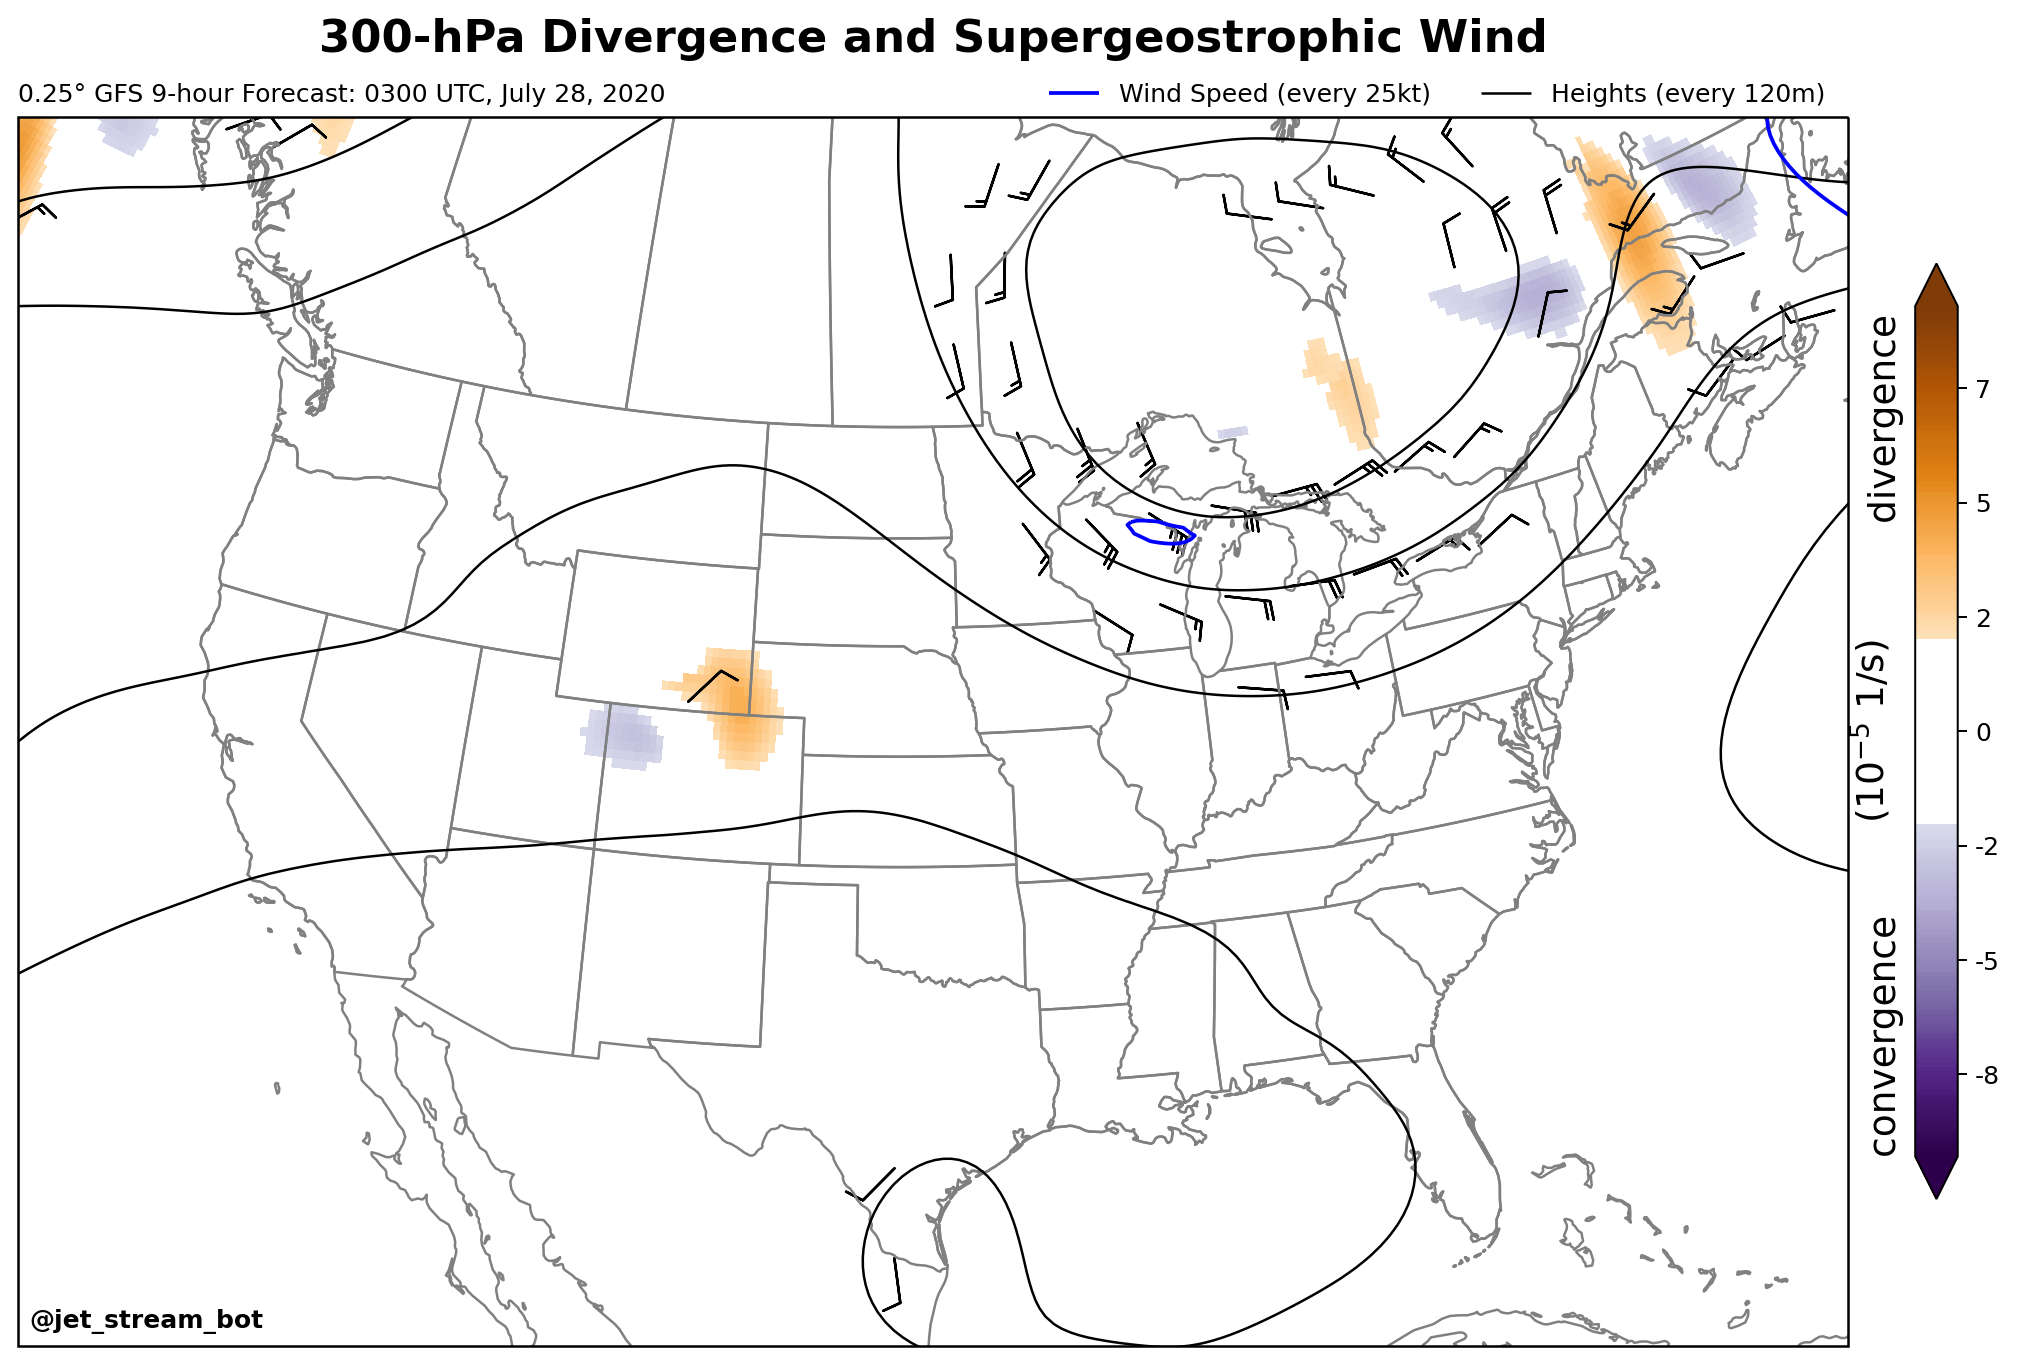 300-hPa Divergence and Supergeostrophic Wind
0.25° GFS 9-hour Forecast: 0300 UTC, July 28, 2020
Wind Speed (every 25kt)
Heights (every 120m)
7
5
2
0
-2
-5
-8
convergence (10⁻⁵ 1/s) divergence
@jet_stream_bot